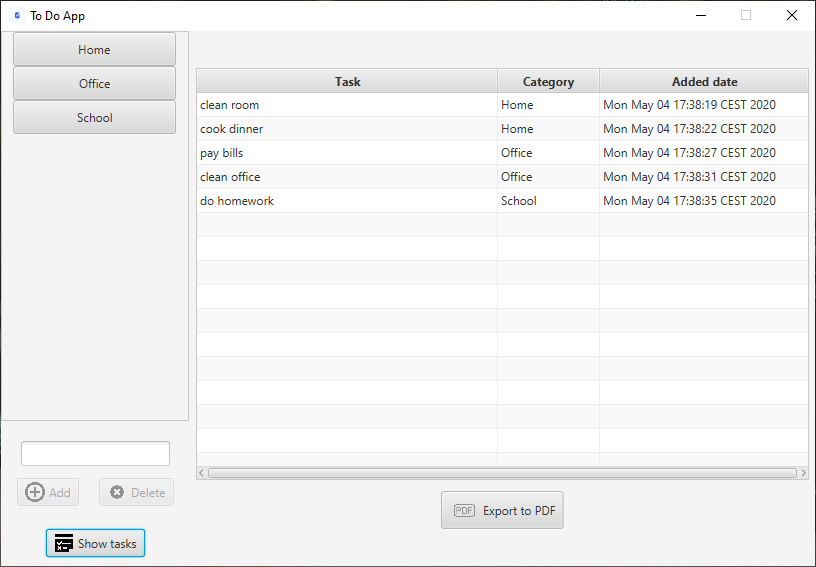 To Do App
Home
Office
School
Task Category Added date
clean room Home Mon May 04 17:38:19 CEST 2020
cook dinner Home Mon May 04 17:38:22 CEST 2020
pay bills Office Mon May 04 17:38:27 CEST 2020
clean office Office Mon May 04 17:38:31 CEST 2020
do homework School Mon May 04 17:38:35 CEST 2020
Add Delete
Show tasks
PDF Export to PDF